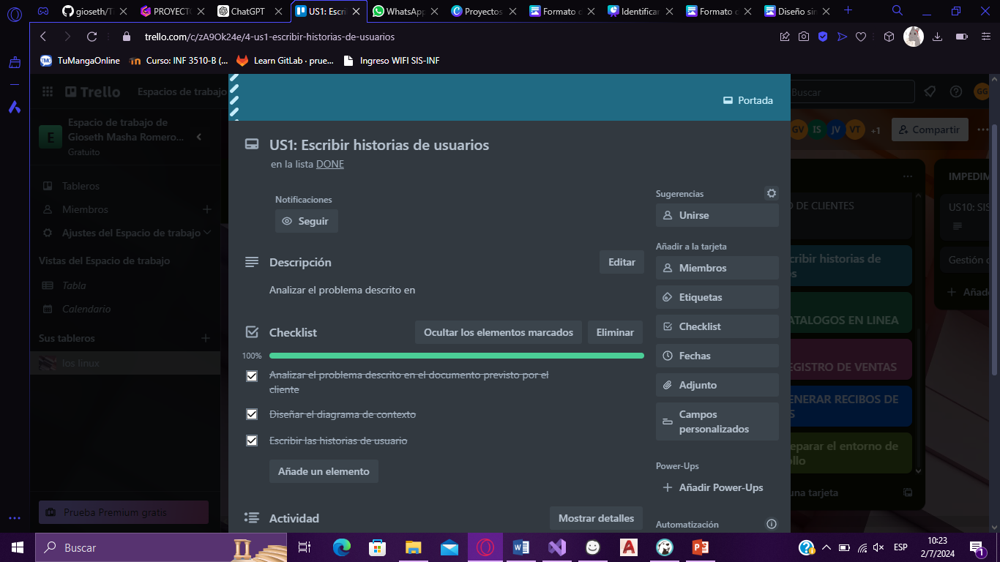 gioseth/Ti
PROYECTO
ChatGPT
US1: Escri
WhatsApp
Proyectos
Formato d
Identificar
Formato d
Diseño sin
trello.com/c/zA9Ok24e/4-us1-escribir-historias-de-usuarios
TuMangaOnline
Curso: INF 3510-B (...
Learn GitLab · prue...
Ingreso WIFI SIS-INF
Trello
Espacios de trabajo
Buscar
GG
Espacio de trabajo de
Gioseth Masha Romero...
Gratuito
E
Tableros
Miembros
Ajustes del Espacio de trabajo
Vistas del Espacio de trabajo
Tabla
Calendario
Sus tableros
los linux
Prueba Premium gratis
Portada
US1: Escribir historias de usuarios
en la lista DONE
Notificaciones
Seguir
Descripción
Editar
Analizar el problema descrito en
Checklist
Ocultar los elementos marcados
Eliminar
100%
Analizar el problema descrito en el documento previsto por el
cliente
Diseñar el diagrama de contexto
Escribir las historias de usuario
Añade un elemento
Actividad
Mostrar detalles
Sugerencias
Unirse
Añadir a la tarjeta
Miembros
Etiquetas
Checklist
Fechas
Adjunto
Campos
personalizados
Power-Ups
Añadir Power-Ups
Automatización
GV IS JV VT +1
Compartir
O DE CLIENTES
cribir historias de
os
ATALOGOS EN LINEA
EGISTRO DE VENTAS
ENERAR RECIBOS DE
S
eparar el entorno de
ollo
una tarjeta
IMPEDIM
US10: SIS
Gestión d
Añade
Buscar
ESP
10:23
2/7/2024
1